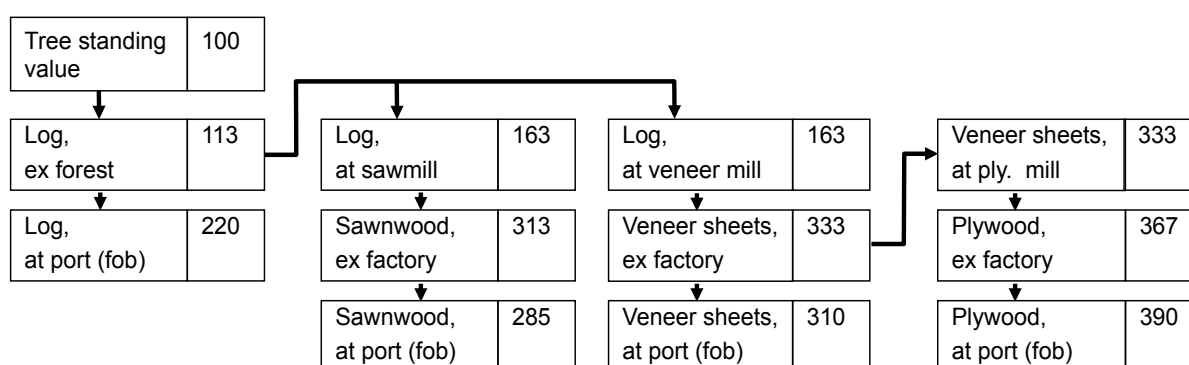 Tree standing
value
100
Log,
ex forest
113
Log,
at port (fob)
220
Log,
at sawmill
163
Sawnwood,
ex factory
313
Sawnwood,
at port (fob)
285
Log,
at veneer mill
163
Veneer sheets,
ex factory
333
Veneer sheets,
at port (fob)
310
Veneer sheets,
at ply. mill
333
Plywood,
ex factory
367
Plywood,
at port (fob)
390